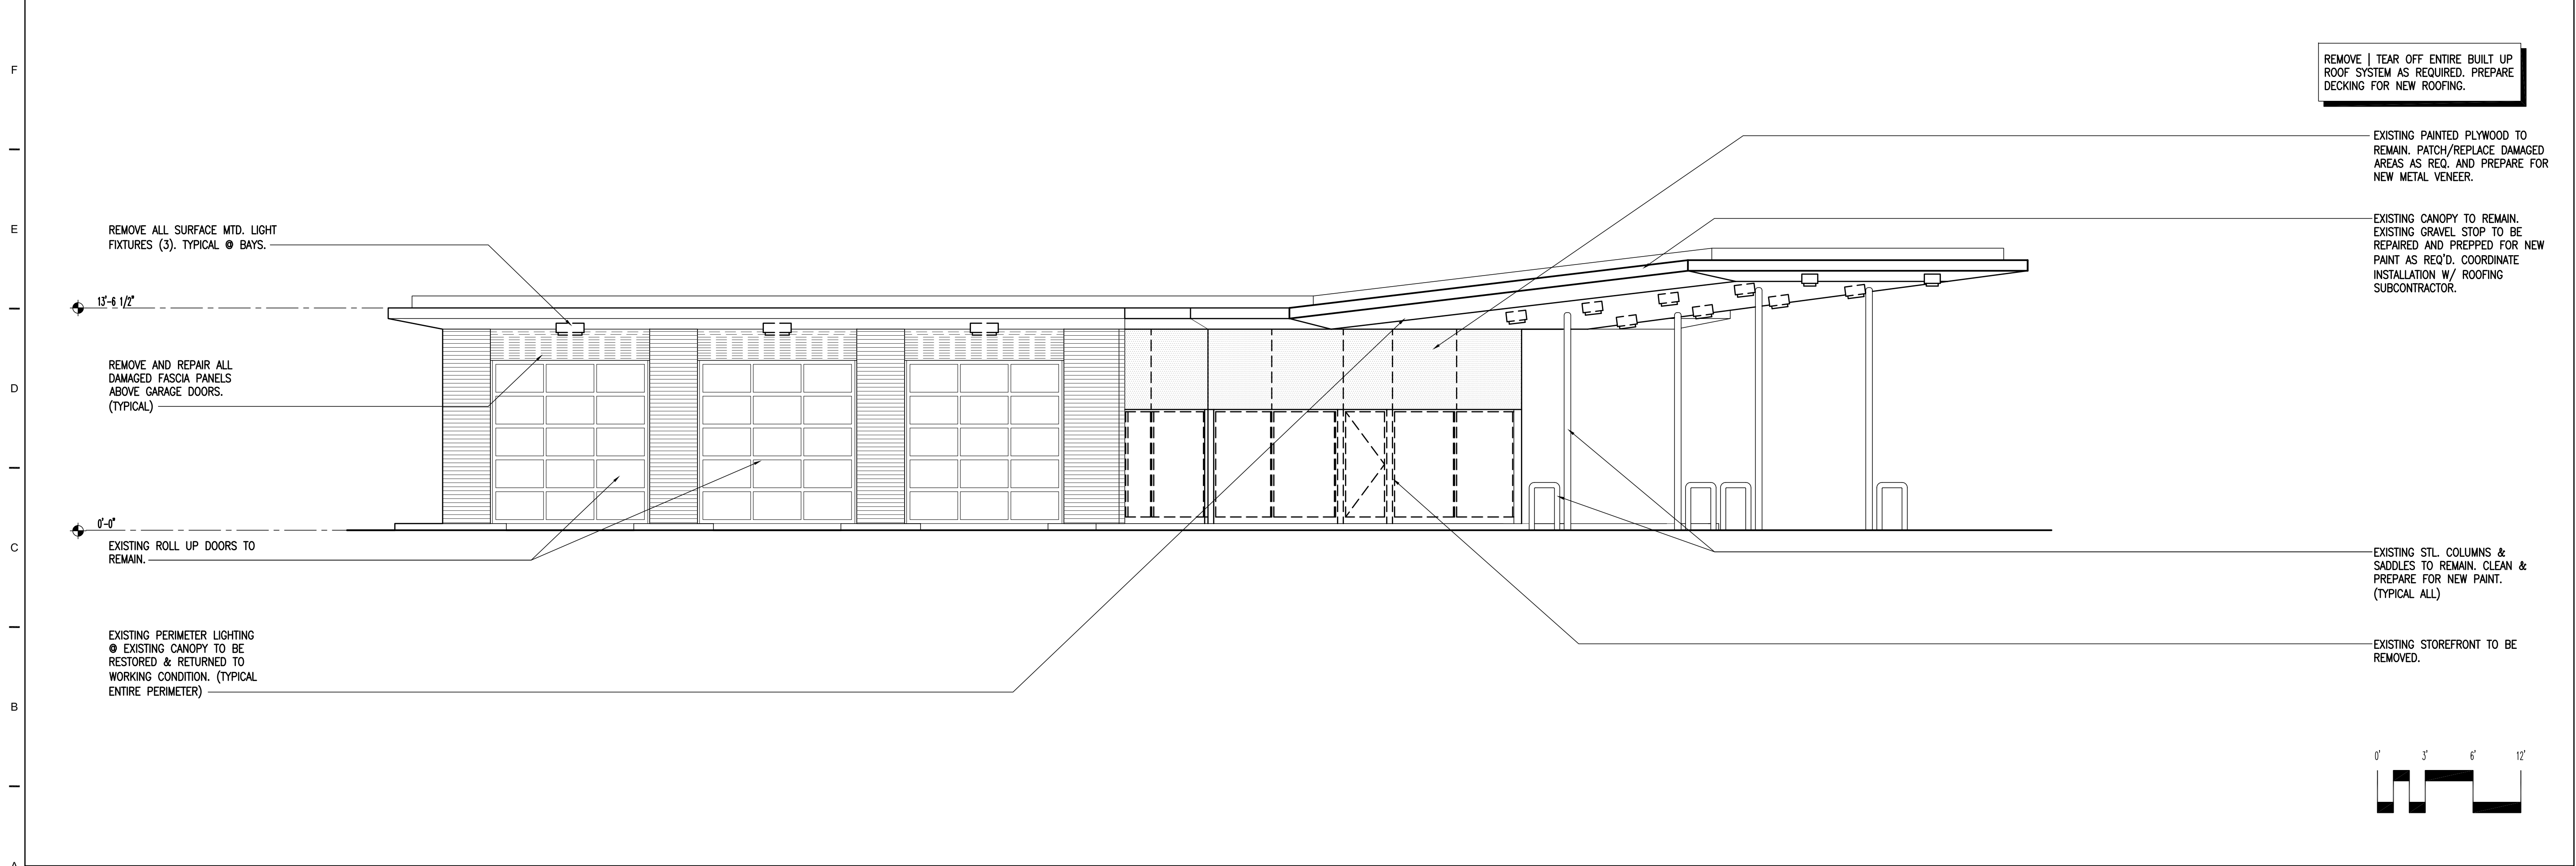 F
E
D
C
B
A
REMOVE | TEAR OFF ENTIRE BUILT UP
ROOF SYSTEM AS REQUIRED. PREPARE
DECKING FOR NEW ROOFING.
EXISTING PAINTED PLYWOOD TO
REMAIN. PATCH/REPLACE DAMAGED
AREAS AS REQ. AND PREPARE FOR
NEW METAL VENEER.
REMOVE ALL SURFACE MTD. LIGHT
FIXTURES (3). TYPICAL @ BAYS.
EXISTING CANOPY TO REMAIN.
EXISTING GRAVEL STOP TO BE
REPAIRED AND PREPPED FOR NEW
PAINT AS REQ'D. COORDINATE
INSTALLATION W/ ROOFING
SUBCONTRACTOR.
13'-6 1/2"
REMOVE AND REPAIR ALL
DAMAGED FASCIA PANELS
ABOVE GARAGE DOORS.
(TYPICAL)
0'-0"
EXISTING ROLL UP DOORS TO
REMAIN.
EXISTING STL. COLUMNS &
SADDLES TO REMAIN. CLEAN &
PREPARE FOR NEW PAINT.
(TYPICAL ALL)
EXISTING PERIMETER LIGHTING
@ EXISTING CANOPY TO BE
RESTORED & RETURNED TO
WORKING CONDITION. (TYPICAL
ENTIRE PERIMETER)
EXISTING STOREFRONT TO BE
REMOVED.
0' 3' 6' 12'